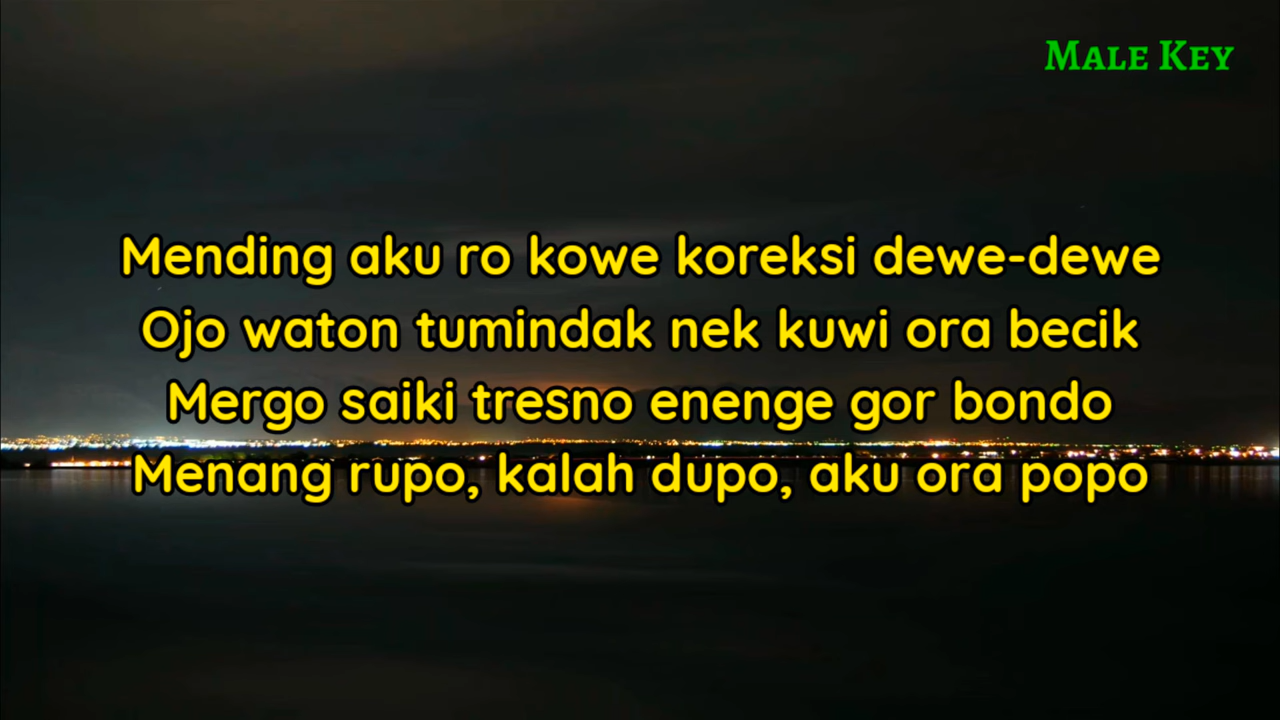 Male Key
Mending aku ro kowe koreksi dewe-dewe
Ojo waton tumindak nek kuwi ora becik
Mergo saiki tresno enenge gor bondo
Menang rupo, kalah dupo, aku ora popo